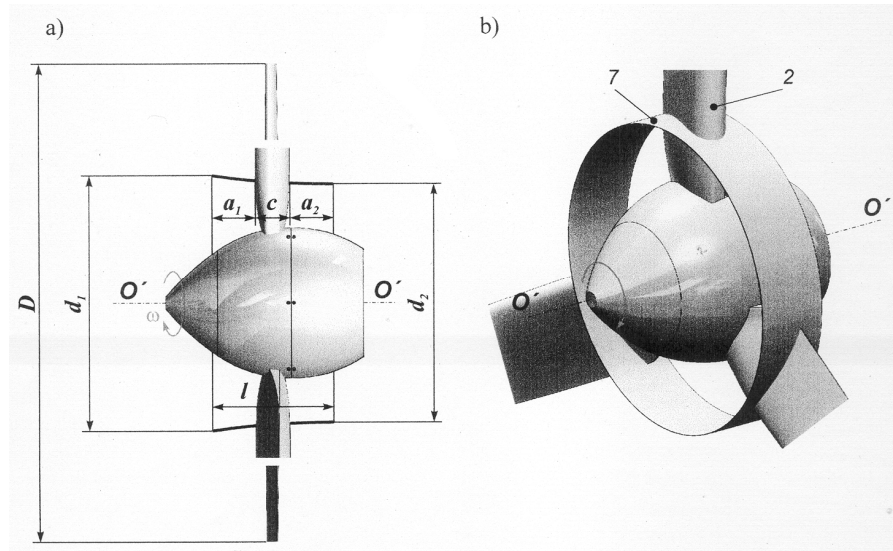 a)
b)
7
2
a₁
c
a₂
O´
O´
ω
D
d₁
d₂
l
O´
O´